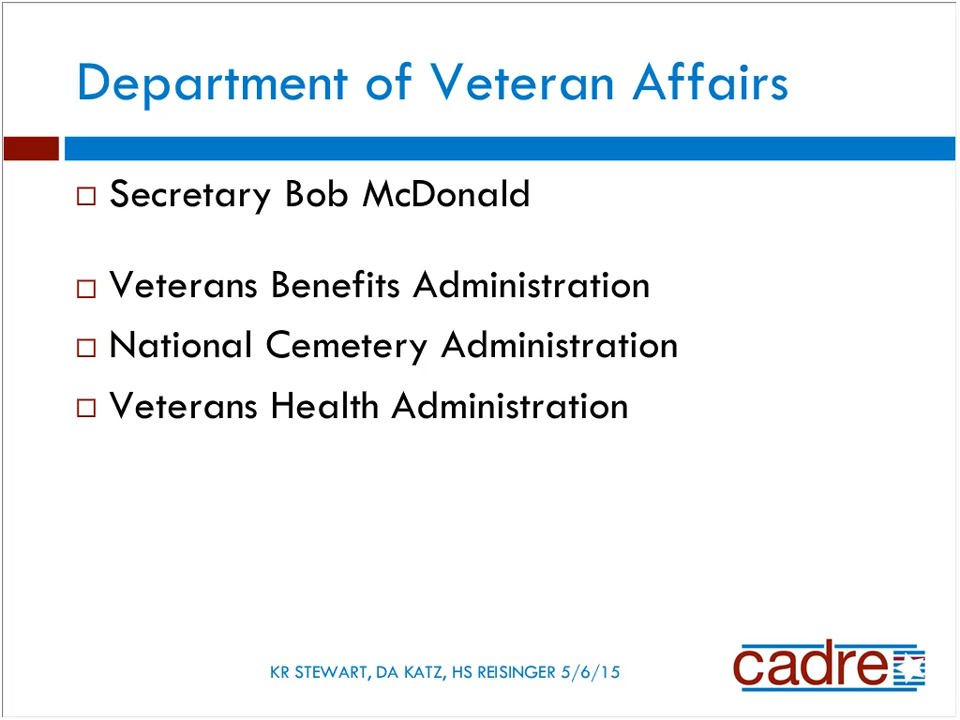 Department of Veteran Affairs
Secretary Bob McDonald
Veterans Benefits Administration
National Cemetery Administration
Veterans Health Administration
KR STEWART, DA KATZ, HS REISINGER 5/6/15
cadre